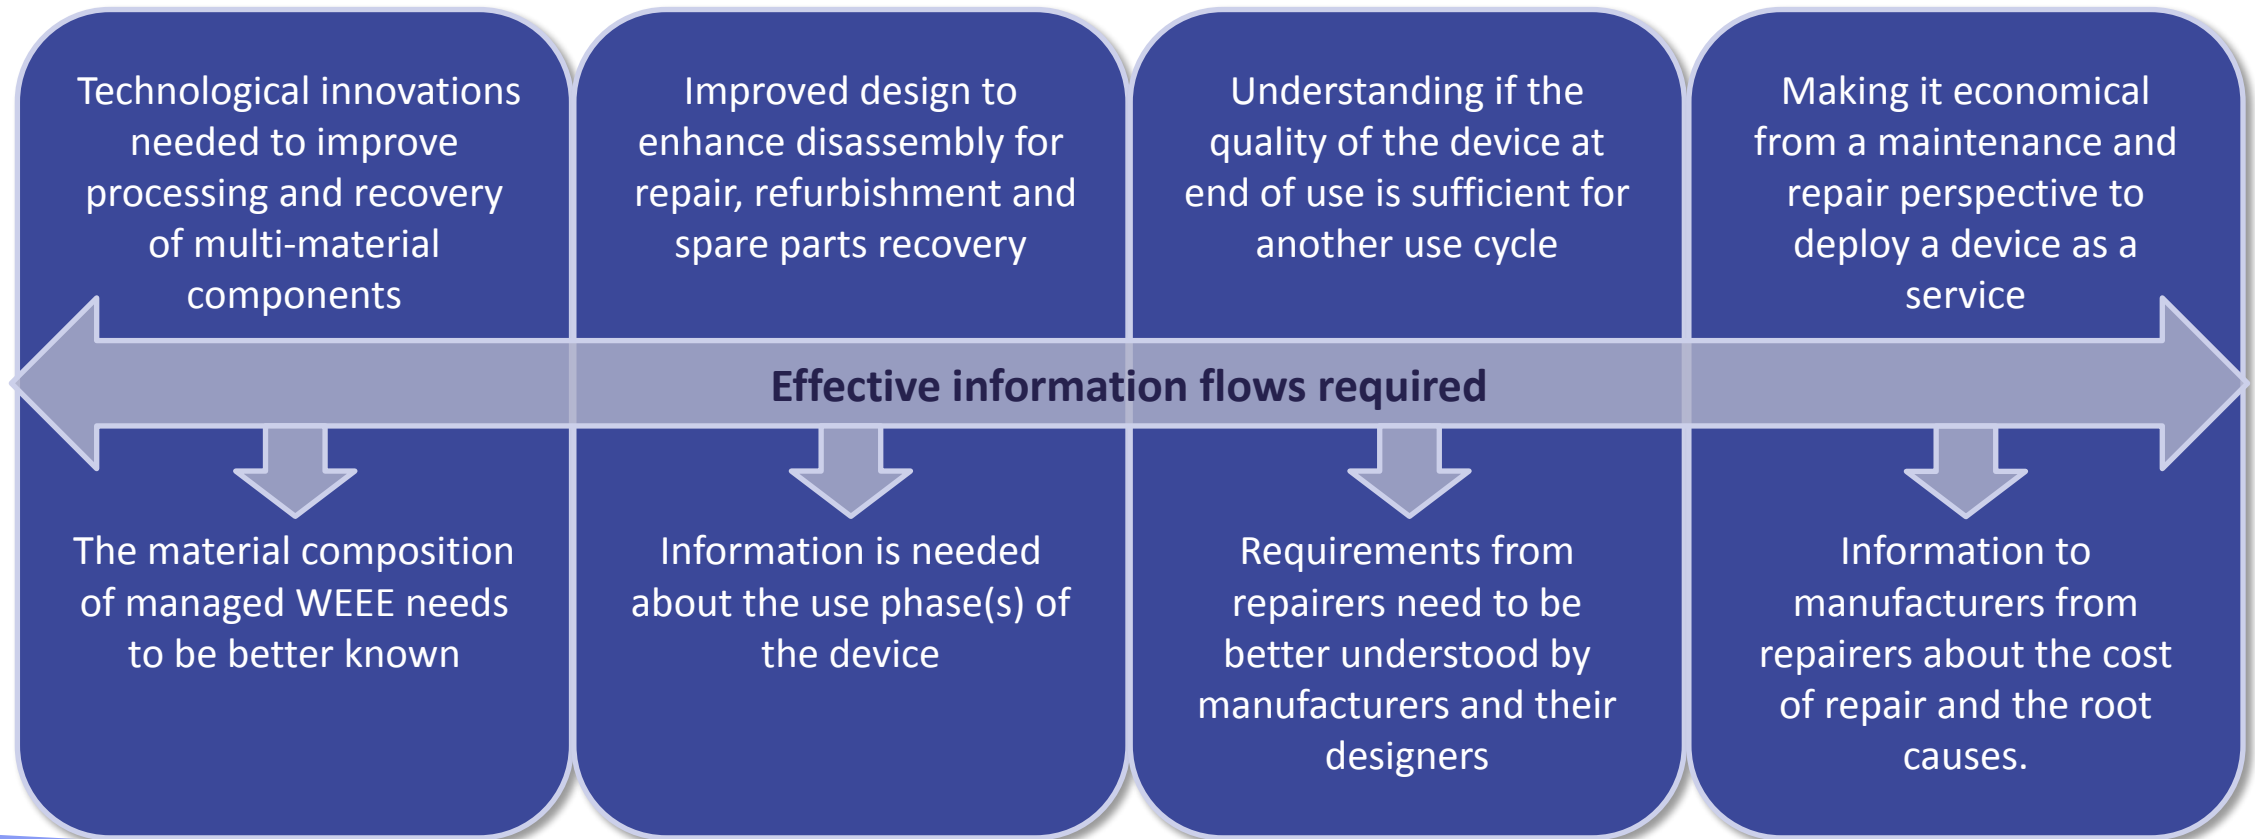 Technological innovations
needed to improve
processing and recovery
of multi-material
components
Improved design to
enhance disassembly for
repair, refurbishment and
spare parts recovery
Understanding if the
quality of the device at
end of use is sufficient for
another use cycle
Making it economical
from a maintenance and
repair perspective to
deploy a device as a
service
Effective information flows required
The material composition
of managed WEEE needs
to be better known
Information is needed
about the use phase(s) of
the device
Requirements from
repairers need to be
better understood by
manufacturers and their
designers
Information to
manufacturers from
repairers about the cost
of repair and the root
causes.